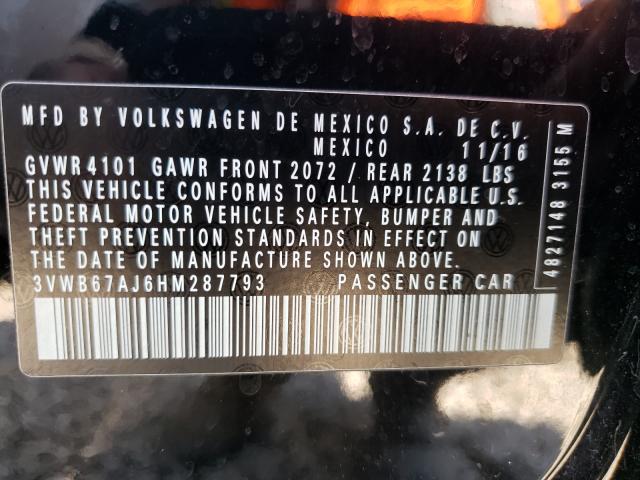 MFD BY VOLKSWAGEN DE MEXICO S.A. DE C.V.
MEXICO 11/16
GVWR 4101 GAWR FRONT 2072 / REAR 2138 LBS
THIS VEHICLE CONFORMS TO ALL APPLICABLE U.S.
FEDERAL MOTOR VEHICLE SAFETY, BUMPER AND
THEFT PREVENTION STANDARDS IN EFFECT ON
THE DATE OF MANUFACTURE SHOWN ABOVE.
3VWB67AJ6HM287793 PASSENGER CAR
4827148 3155 M